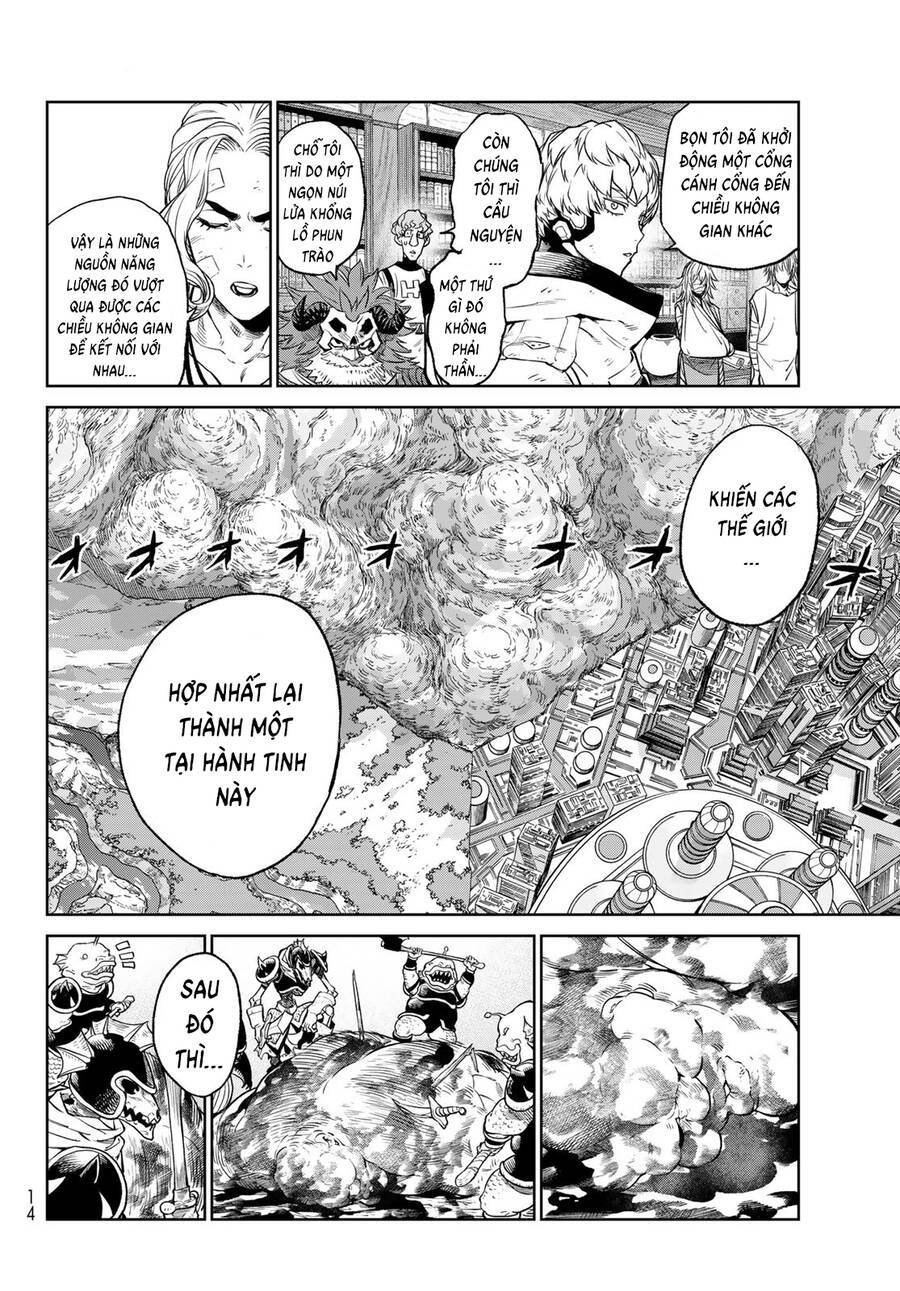 BỌN TÔI ĐÃ KHỞI
ĐỘNG MỘT CỔNG
CÁNH CỔNG ĐẾN
CHIỀU KHÔNG
GIAN KHÁC
CÒN
CHÚNG
TÔI THÌ
CẦU
NGUYỆN
...
MỘT THỨ
GÌ ĐÓ
KHÔNG
PHẢI
THẦN...
CHỖ TÔI
THÌ DO MỘT
NGỌN NÚI
LỬA KHỔNG
LỒ PHUN
TRÀO
H
VẬY LÀ NHỮNG
NGUỒN NĂNG
LƯỢNG ĐÓ VƯỢT
QUA ĐƯỢC CÁC
CHIỀU KHÔNG GIAN
ĐỂ KẾT NỐI VỚI
NHAU...
KHIẾN CÁC
THẾ GIỚI
...
HỢP NHẤT LẠI
THÀNH MỘT
TẠI HÀNH TINH
NÀY
SAU
ĐÓ
THÌ...
14